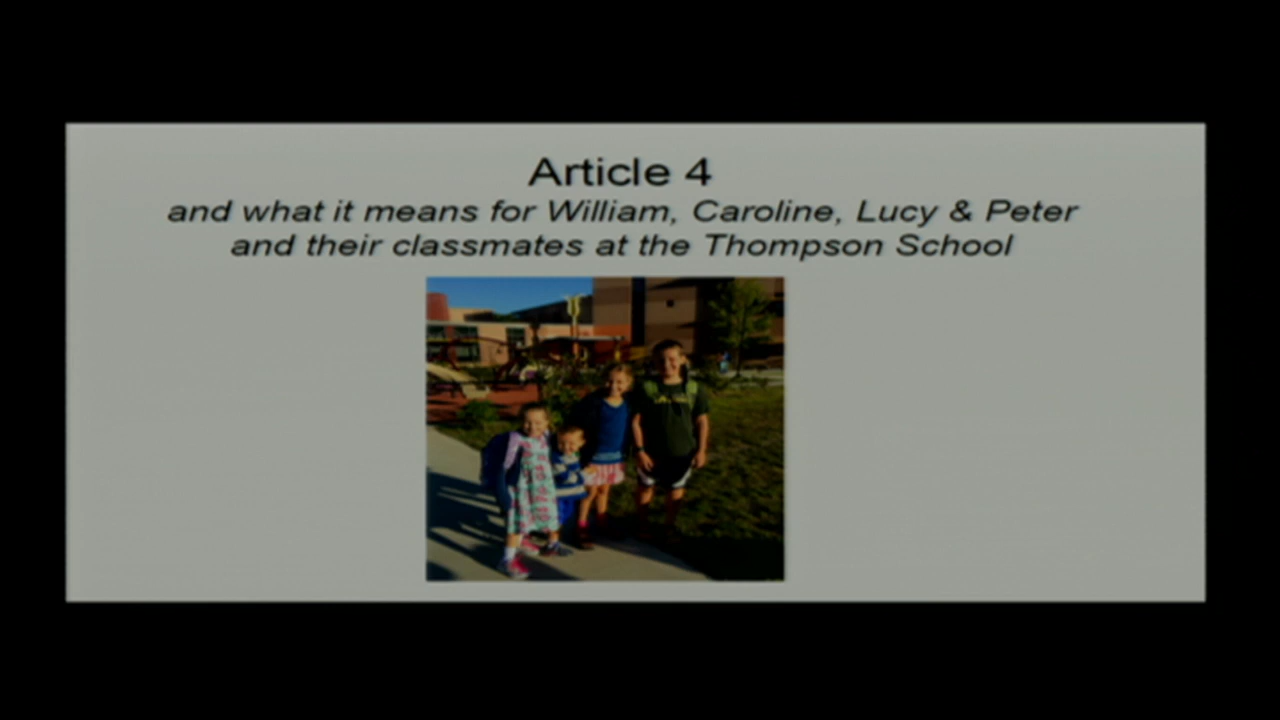 Article 4
and what it means for William, Caroline, Lucy & Peter
and their classmates at the Thompson School